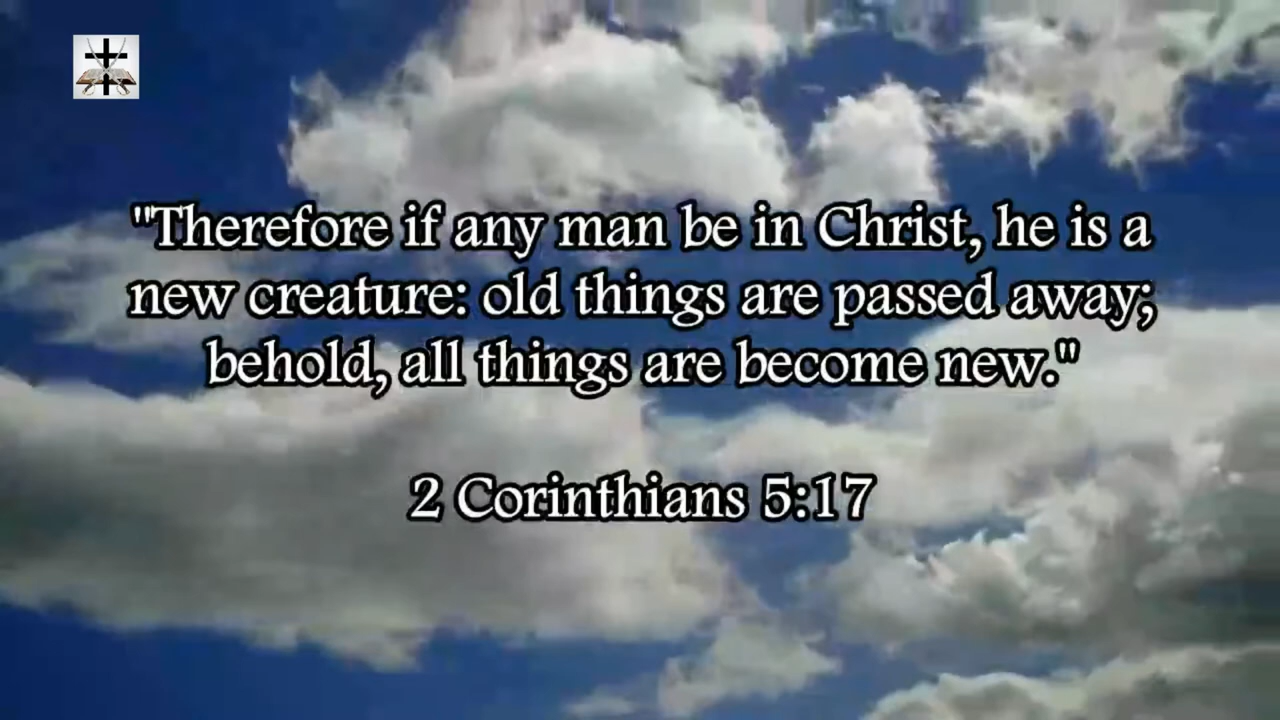 "Therefore if any man be in Christ, he is a
new creature: old things are passed away;
behold, all things are become new."
2 Corinthians 5:17